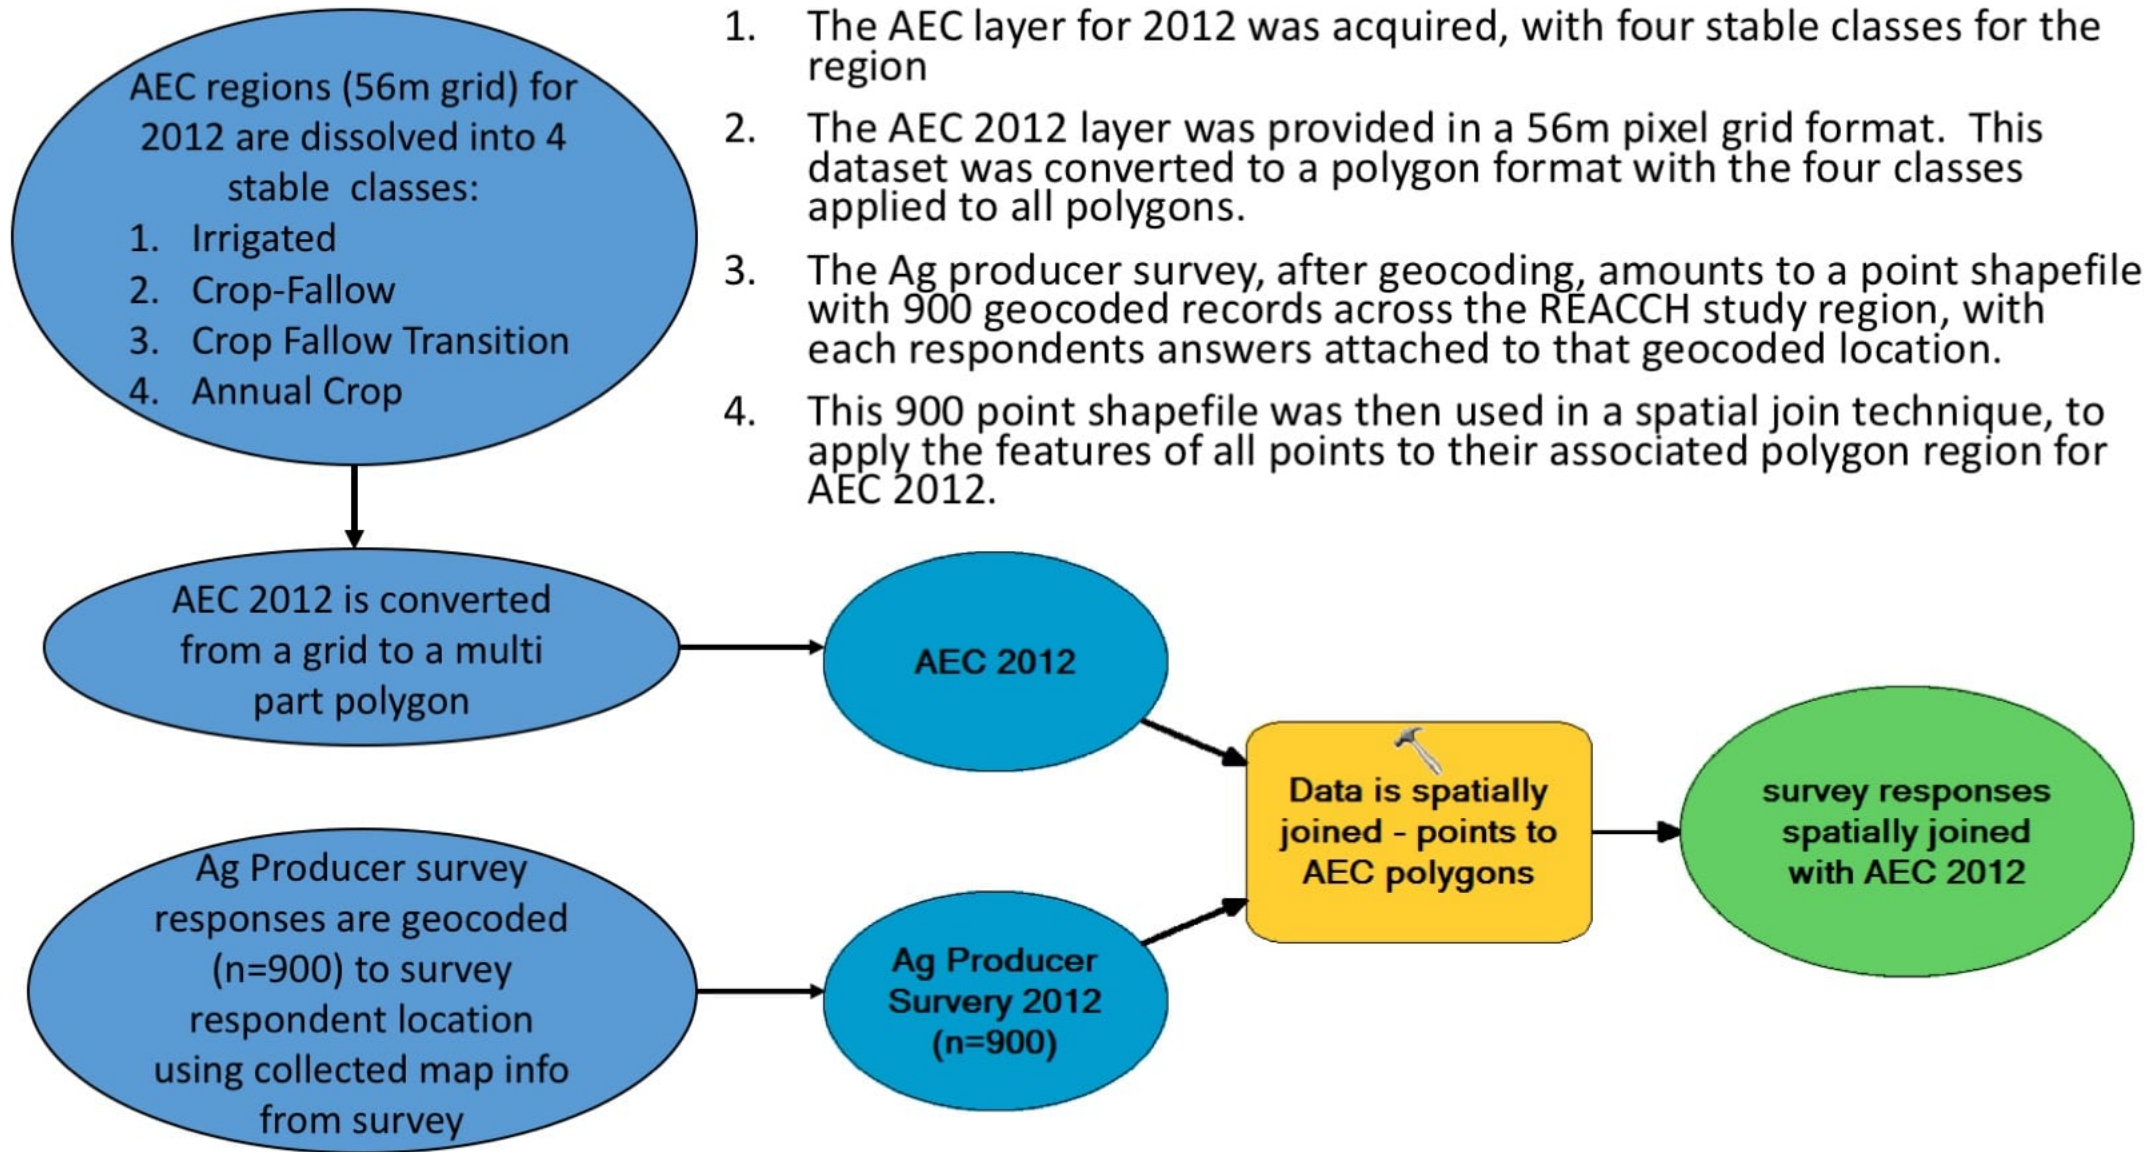 AEC regions (56m grid) for
2012 are dissolved into 4
stable classes:
1. Irrigated
2. Crop-Fallow
3. Crop Fallow Transition
4. Annual Crop
1. The AEC layer for 2012 was acquired, with four stable classes for the
region
2. The AEC 2012 layer was provided in a 56m pixel grid format. This
dataset was converted to a polygon format with the four classes
applied to all polygons.
3. The Ag producer survey, after geocoding, amounts to a point shapefile
with 900 geocoded records across the REACCH study region, with
each respondents answers attached to that geocoded location.
4. This 900 point shapefile was then used in a spatial join technique, to
apply the features of all points to their associated polygon region for
AEC 2012.
AEC 2012 is converted
from a grid to a multi
part polygon
AEC 2012
Ag Producer survey
responses are geocoded
(n=900) to survey
respondent location
using collected map info
from survey
Ag Producer
Survery 2012
(n=900)
Data is spatially
joined - points to
AEC polygons
survey responses
spatially joined
with AEC 2012